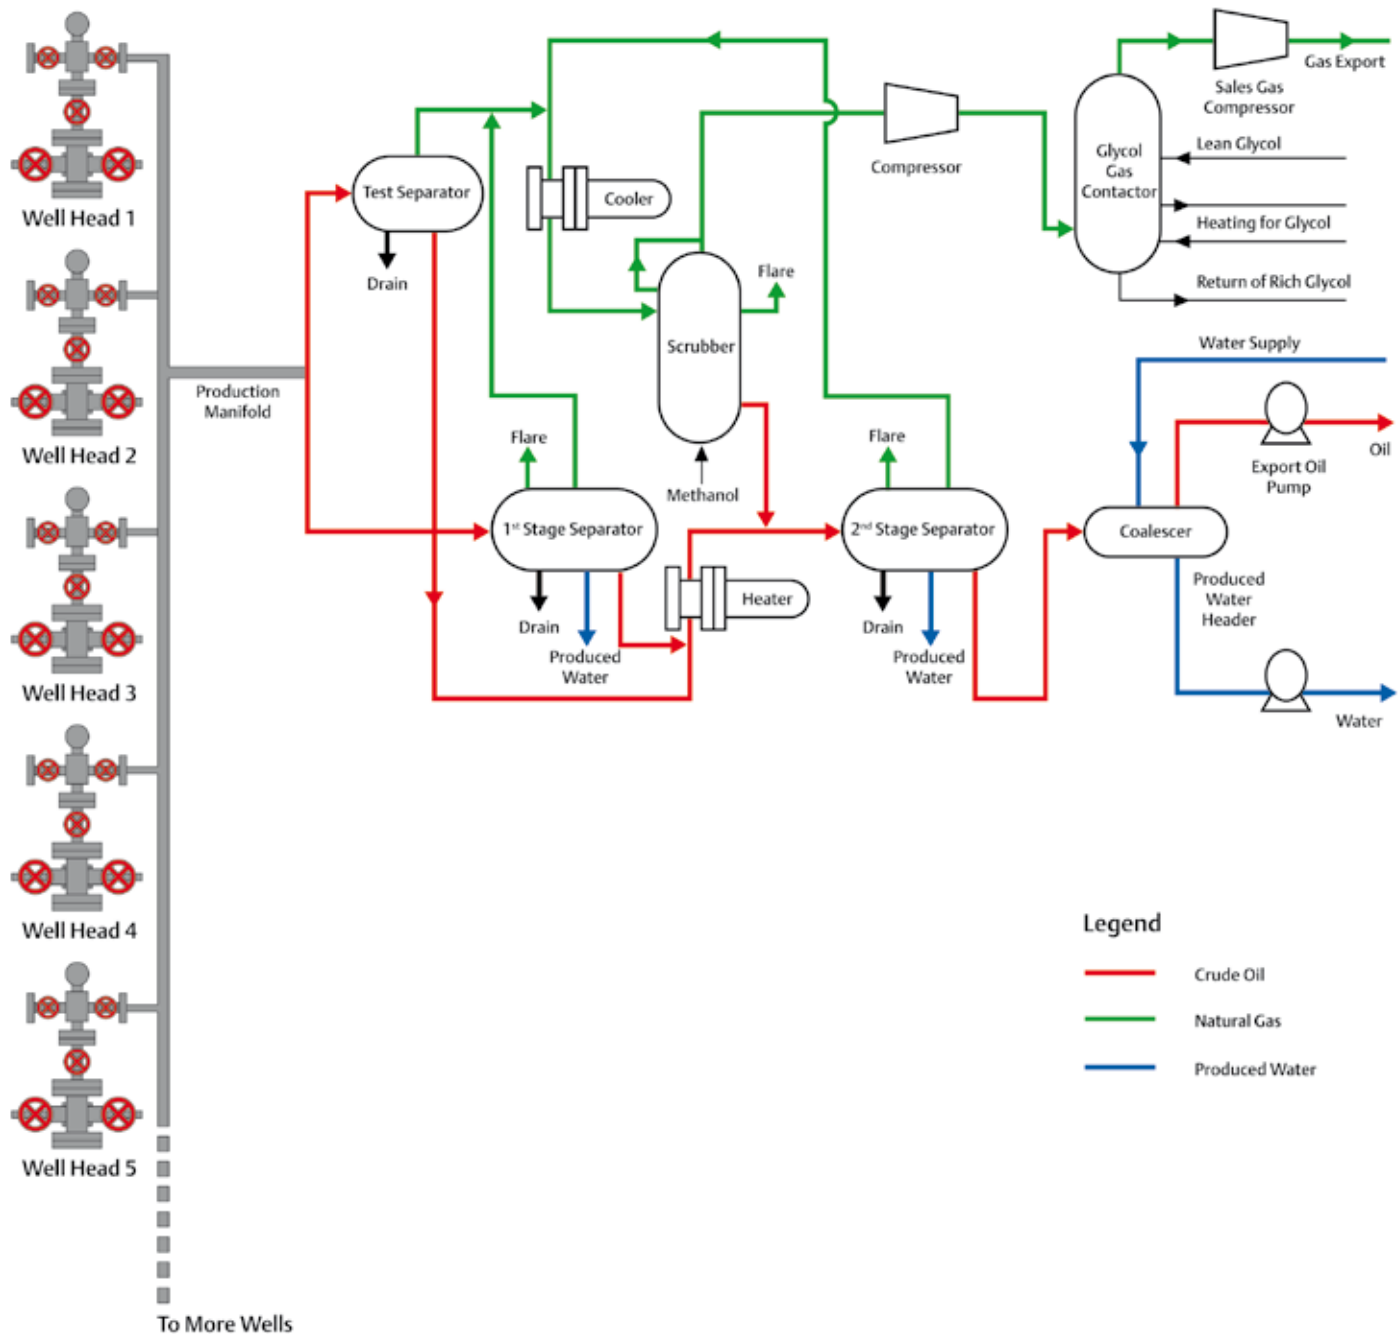 Well Head 1
Well Head 2
Well Head 3
Well Head 4
Well Head 5
To More Wells
Production
Manifold
Test Separator
Drain
Cooler
Scrubber
Flare
Methanol
Flare
1st Stage Separator
Drain
Produced
Water
Heater
Flare
2nd Stage Separator
Drain
Produced
Water
Compressor
Glycol
Gas
Contactor
Sales Gas
Compressor
Gas Export
Lean Glycol
Heating for Glycol
Return of Rich Glycol
Water Supply
Export Oil
Pump
Oil
Coalescer
Produced
Water
Header
Water
Legend
Crude Oil
Natural Gas
Produced Water